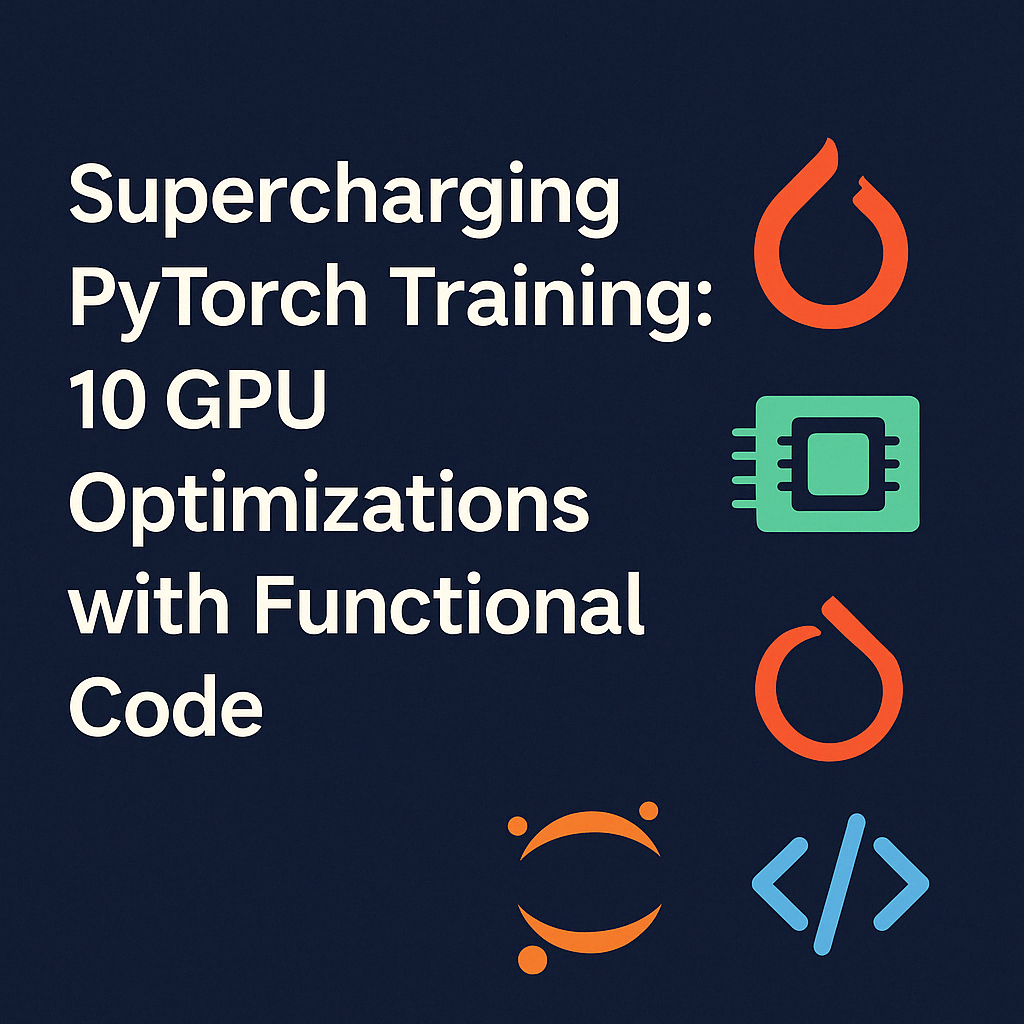 Supercharging
PyTorch Training:
10 GPU
Optimizations
with Functional
Code